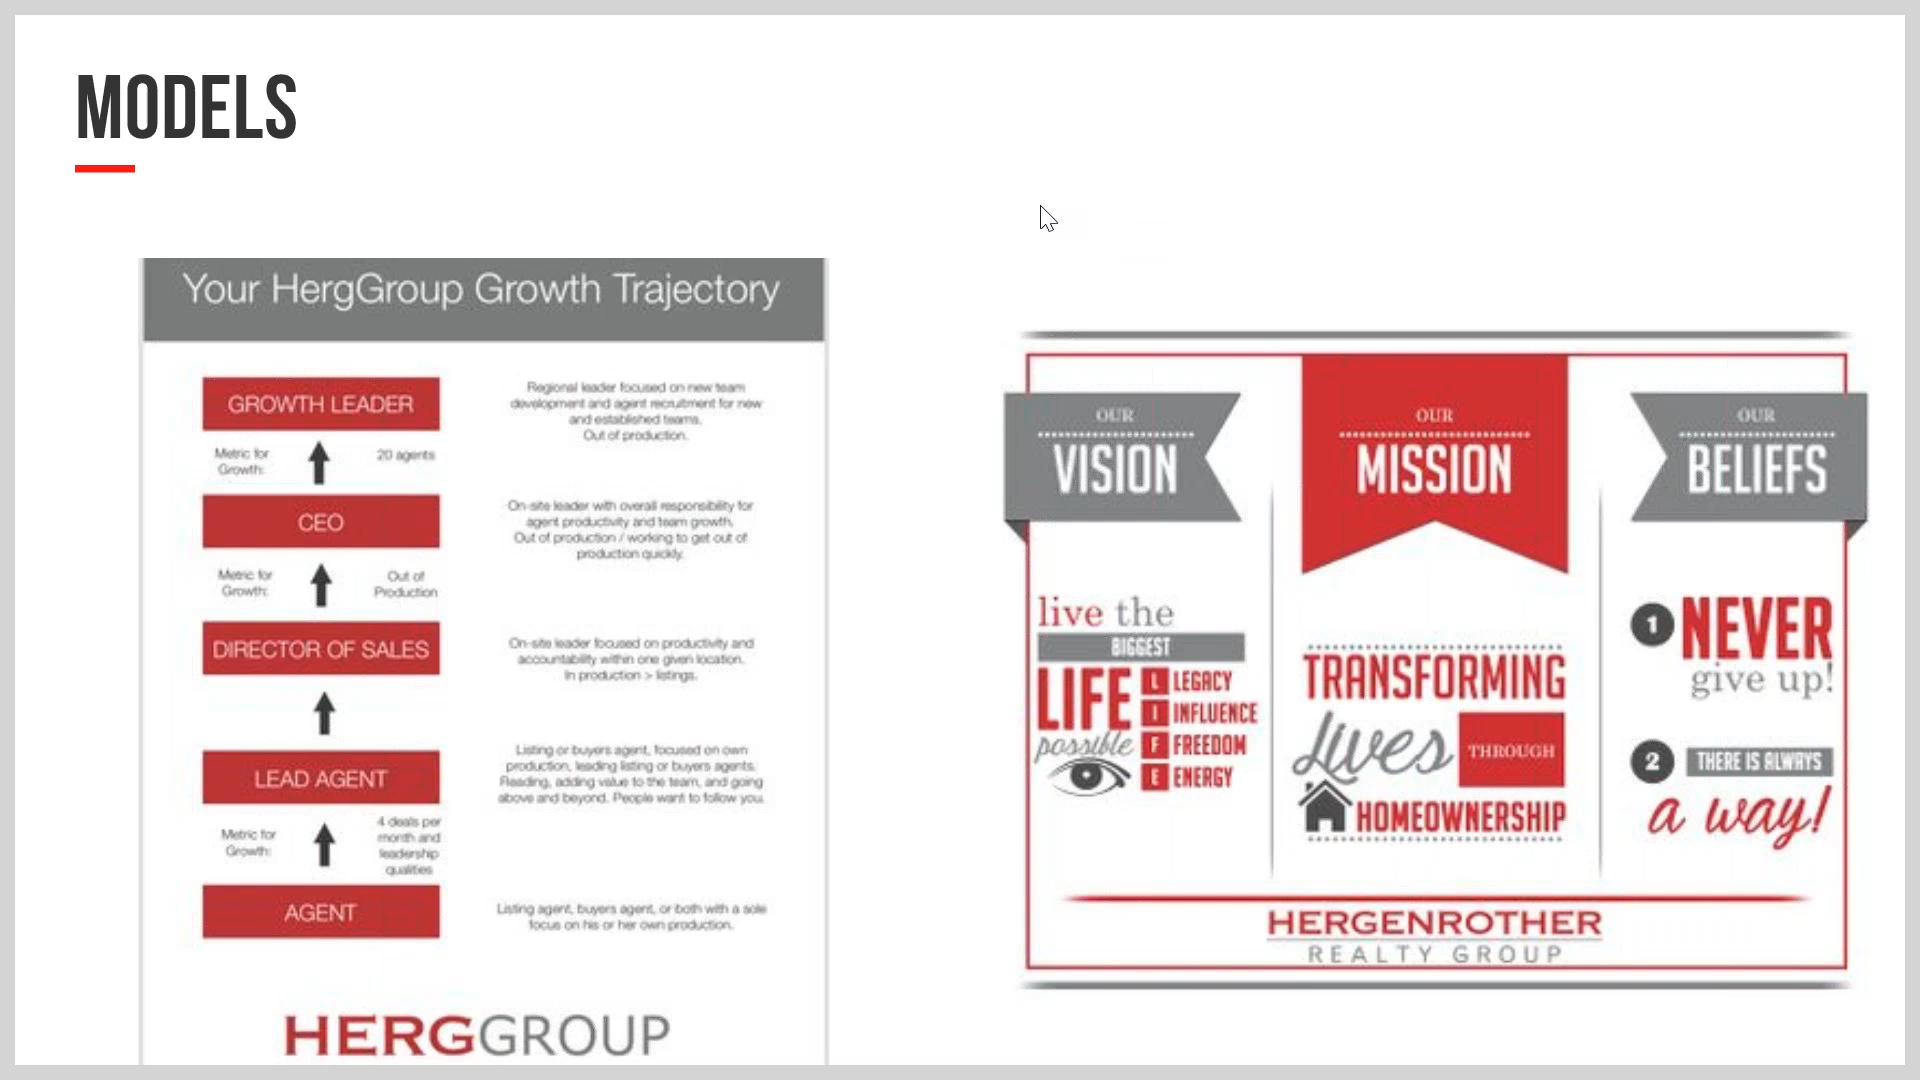 MODELS
Your HergGroup Growth Trajectory
GROWTH LEADER
Regional leader focused on new team
development and agent recruitment for new
and established teams.
Out of production.
Metric for
Growth:
20 agents
CEO
On-site leader with overall responsibility for
agent productivity and team growth.
Out of production / working to get out of
production quickly.
Metric for
Growth:
Out of
Production
DIRECTOR OF SALES
On-site leader focused on productivity and
accountability within one given location.
In production > listings.
LEAD AGENT
Listing or buyers agent, focused on own
production, leading listing or buyers agents.
Reading, adding value to the team, and going
above and beyond. People want to follow you.
Metric for
Growth:
4 deals per
month and
leadership
qualities
AGENT
Listing agent, buyers agent, or both with a sole
focus on his or her own production.
HERGGROUP
OUR
VISION
live the
BIGGEST
LIFE
possible
L LEGACY
I INFLUENCE
F FREEDOM
E ENERGY
OUR
MISSION
TRANSFORMING
Lives THROUGH
HOMEOWNERSHIP
OUR
BELIEFS
1 NEVER
give up!
2 THERE IS ALWAYS
a way!
HERGENROTHER
REALTY GROUP